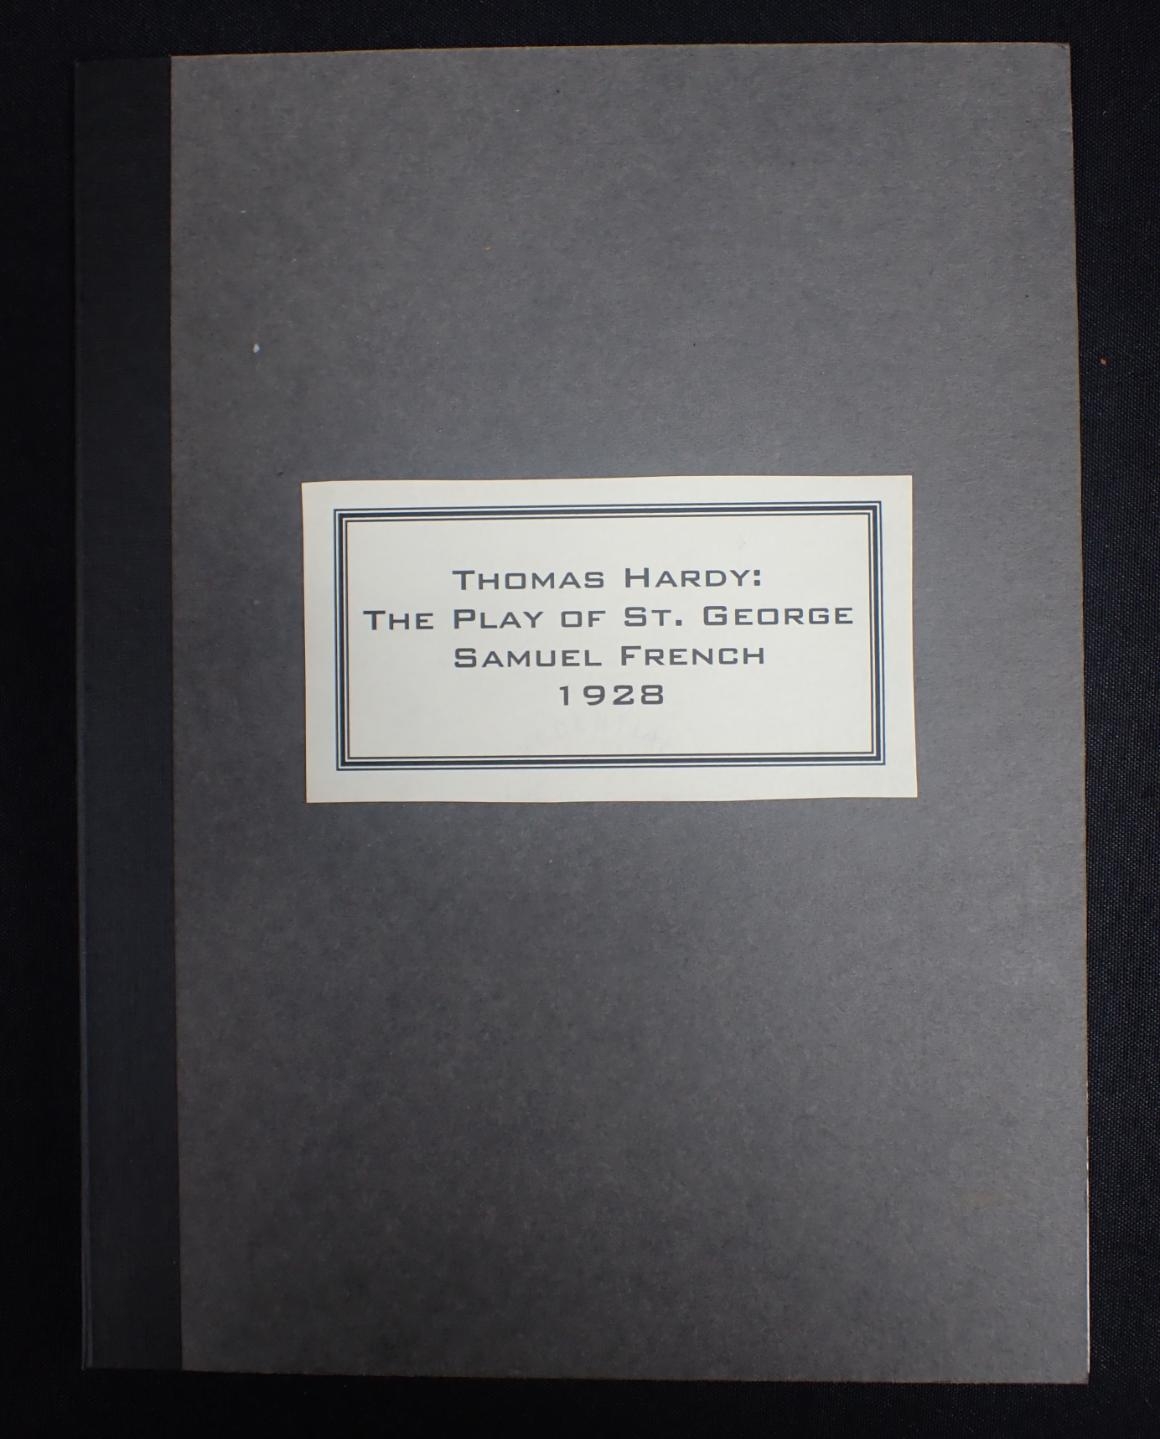 Thomas Hardy:
The Play of St. George
Samuel French
1928